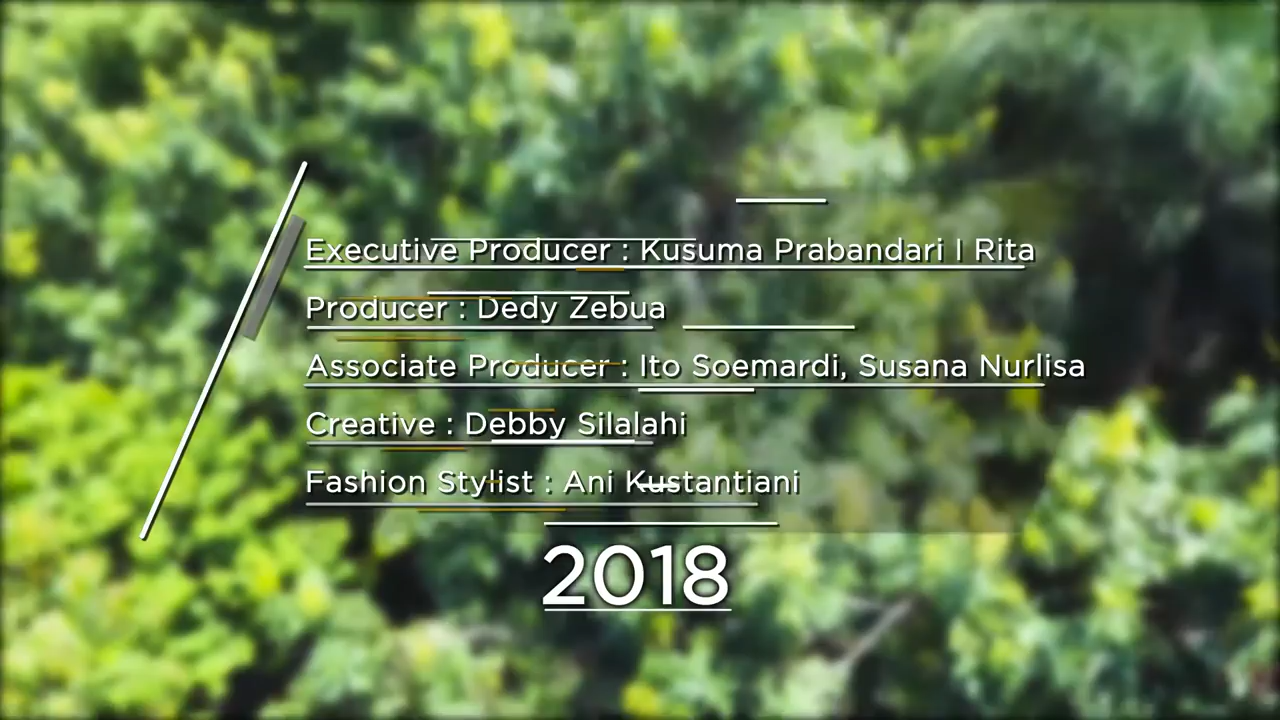 Executive Producer : Kusuma Prabandari I Rita
Producer : Dedy Zebua
Associate Producer : Ito Soemardi, Susana Nurlisa
Creative : Debby Silalahi
Fashion Stylist : Ani Kustantiani
2018